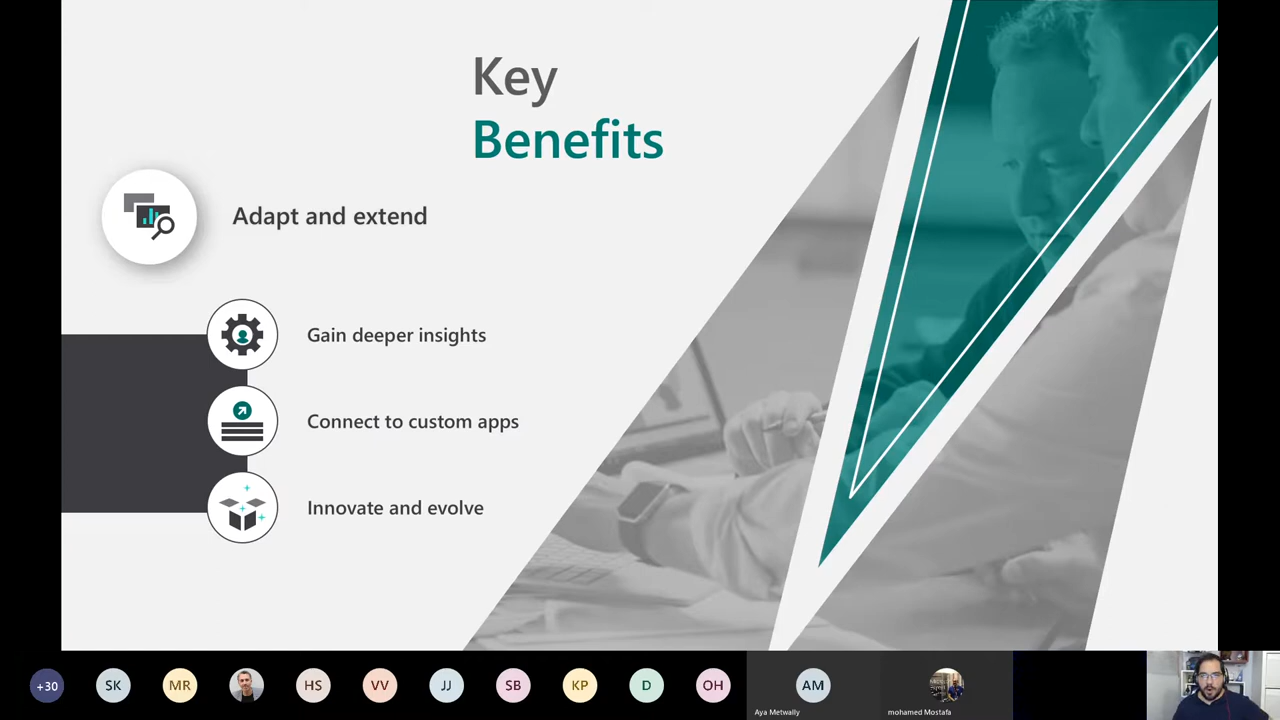 Key
Benefits
Adapt and extend
Gain deeper insights
Connect to custom apps
Innovate and evolve
+30
SK
MR
HS
VV
JJ
SB
KP
D
OH
AM
Aya Metwally
mohamed Mostafa